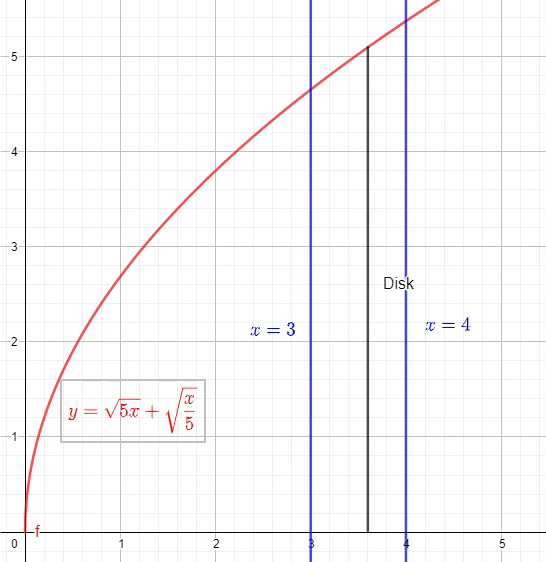 5
4
3
Disk
x = 3
x = 4
2
y = √(5x) + √(x/5)
1
f
0 1 2 3 4 5